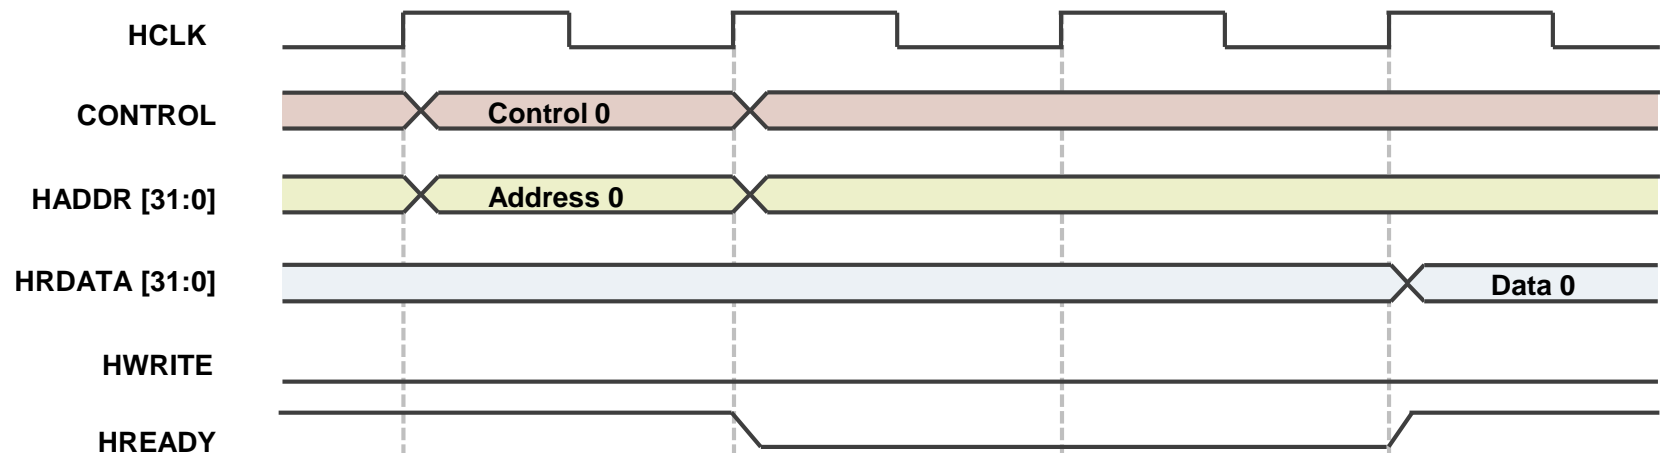 HCLK
CONTROL
Control 0
HADDR [31:0]
Address 0
HRDATA [31:0]
Data 0
HWRITE
HREADY